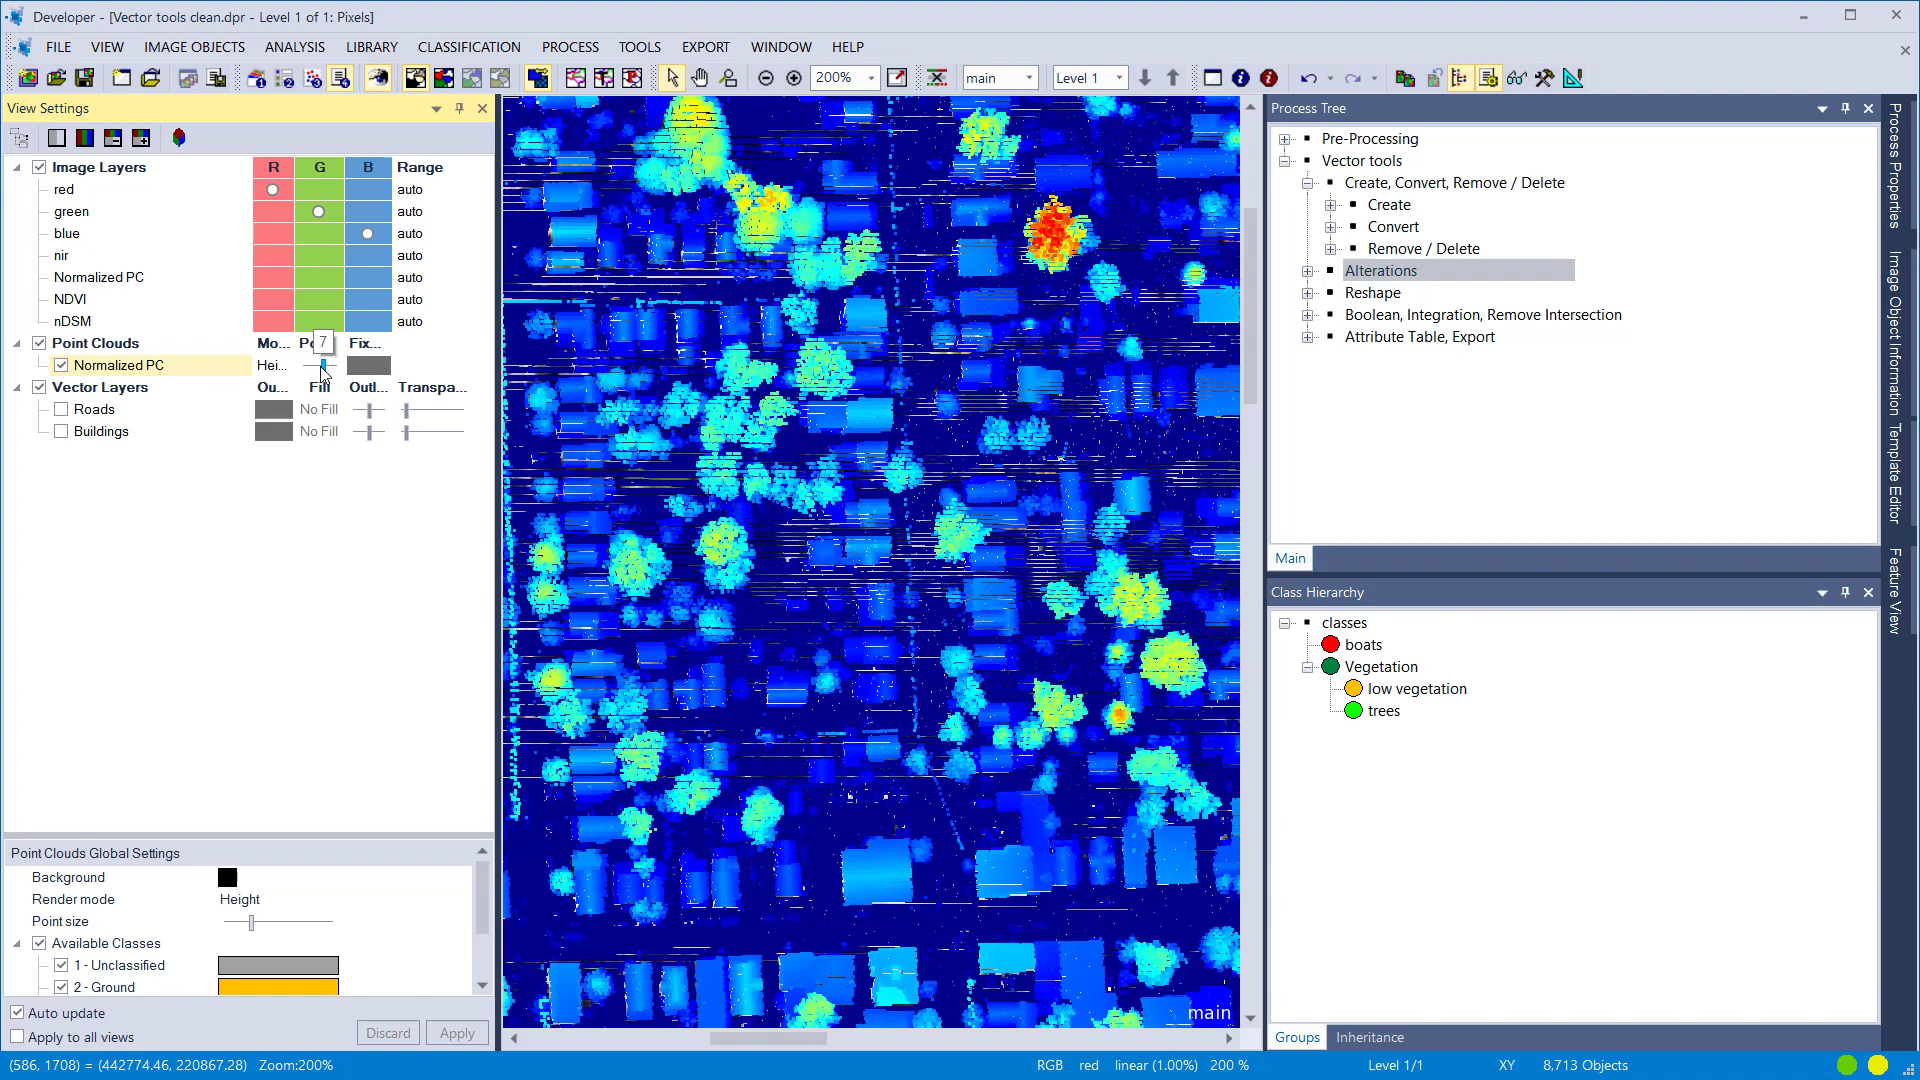 Developer - [Vector tools clean.dpr - Level 1 of 1: Pixels]
FILE VIEW IMAGE OBJECTS ANALYSIS LIBRARY CLASSIFICATION PROCESS TOOLS EXPORT WINDOW HELP
200% main Level 1
View Settings
Image Layers R G B Range
red auto
green auto
blue auto
nir auto
Normalized PC auto
NDVI auto
nDSM auto
7
Point Clouds Mo... Fix...
Normalized PC Hei...
Vector Layers Ou... Fill Outl... Transpa...
Roads No Fill
Buildings No Fill
Point Clouds Global Settings
Background
Render mode Height
Point size
Available Classes
1 - Unclassified
2 - Ground
Auto update
Apply to all views Discard Apply
main
Process Tree
Pre-Processing
Vector tools
Create, Convert, Remove / Delete
Create
Convert
Remove / Delete
Alterations
Reshape
Boolean, Integration, Remove Intersection
Attribute Table, Export
Main
Class Hierarchy
classes
boats
Vegetation
low vegetation
trees
Groups Inheritance
Process Properties
Image Object Information
Template Editor
Feature View
(586, 1708) = (442774.46, 220867.28) Zoom:200% RGB red linear (1.00%) 200 % Level 1/1 XY 8,713 Objects